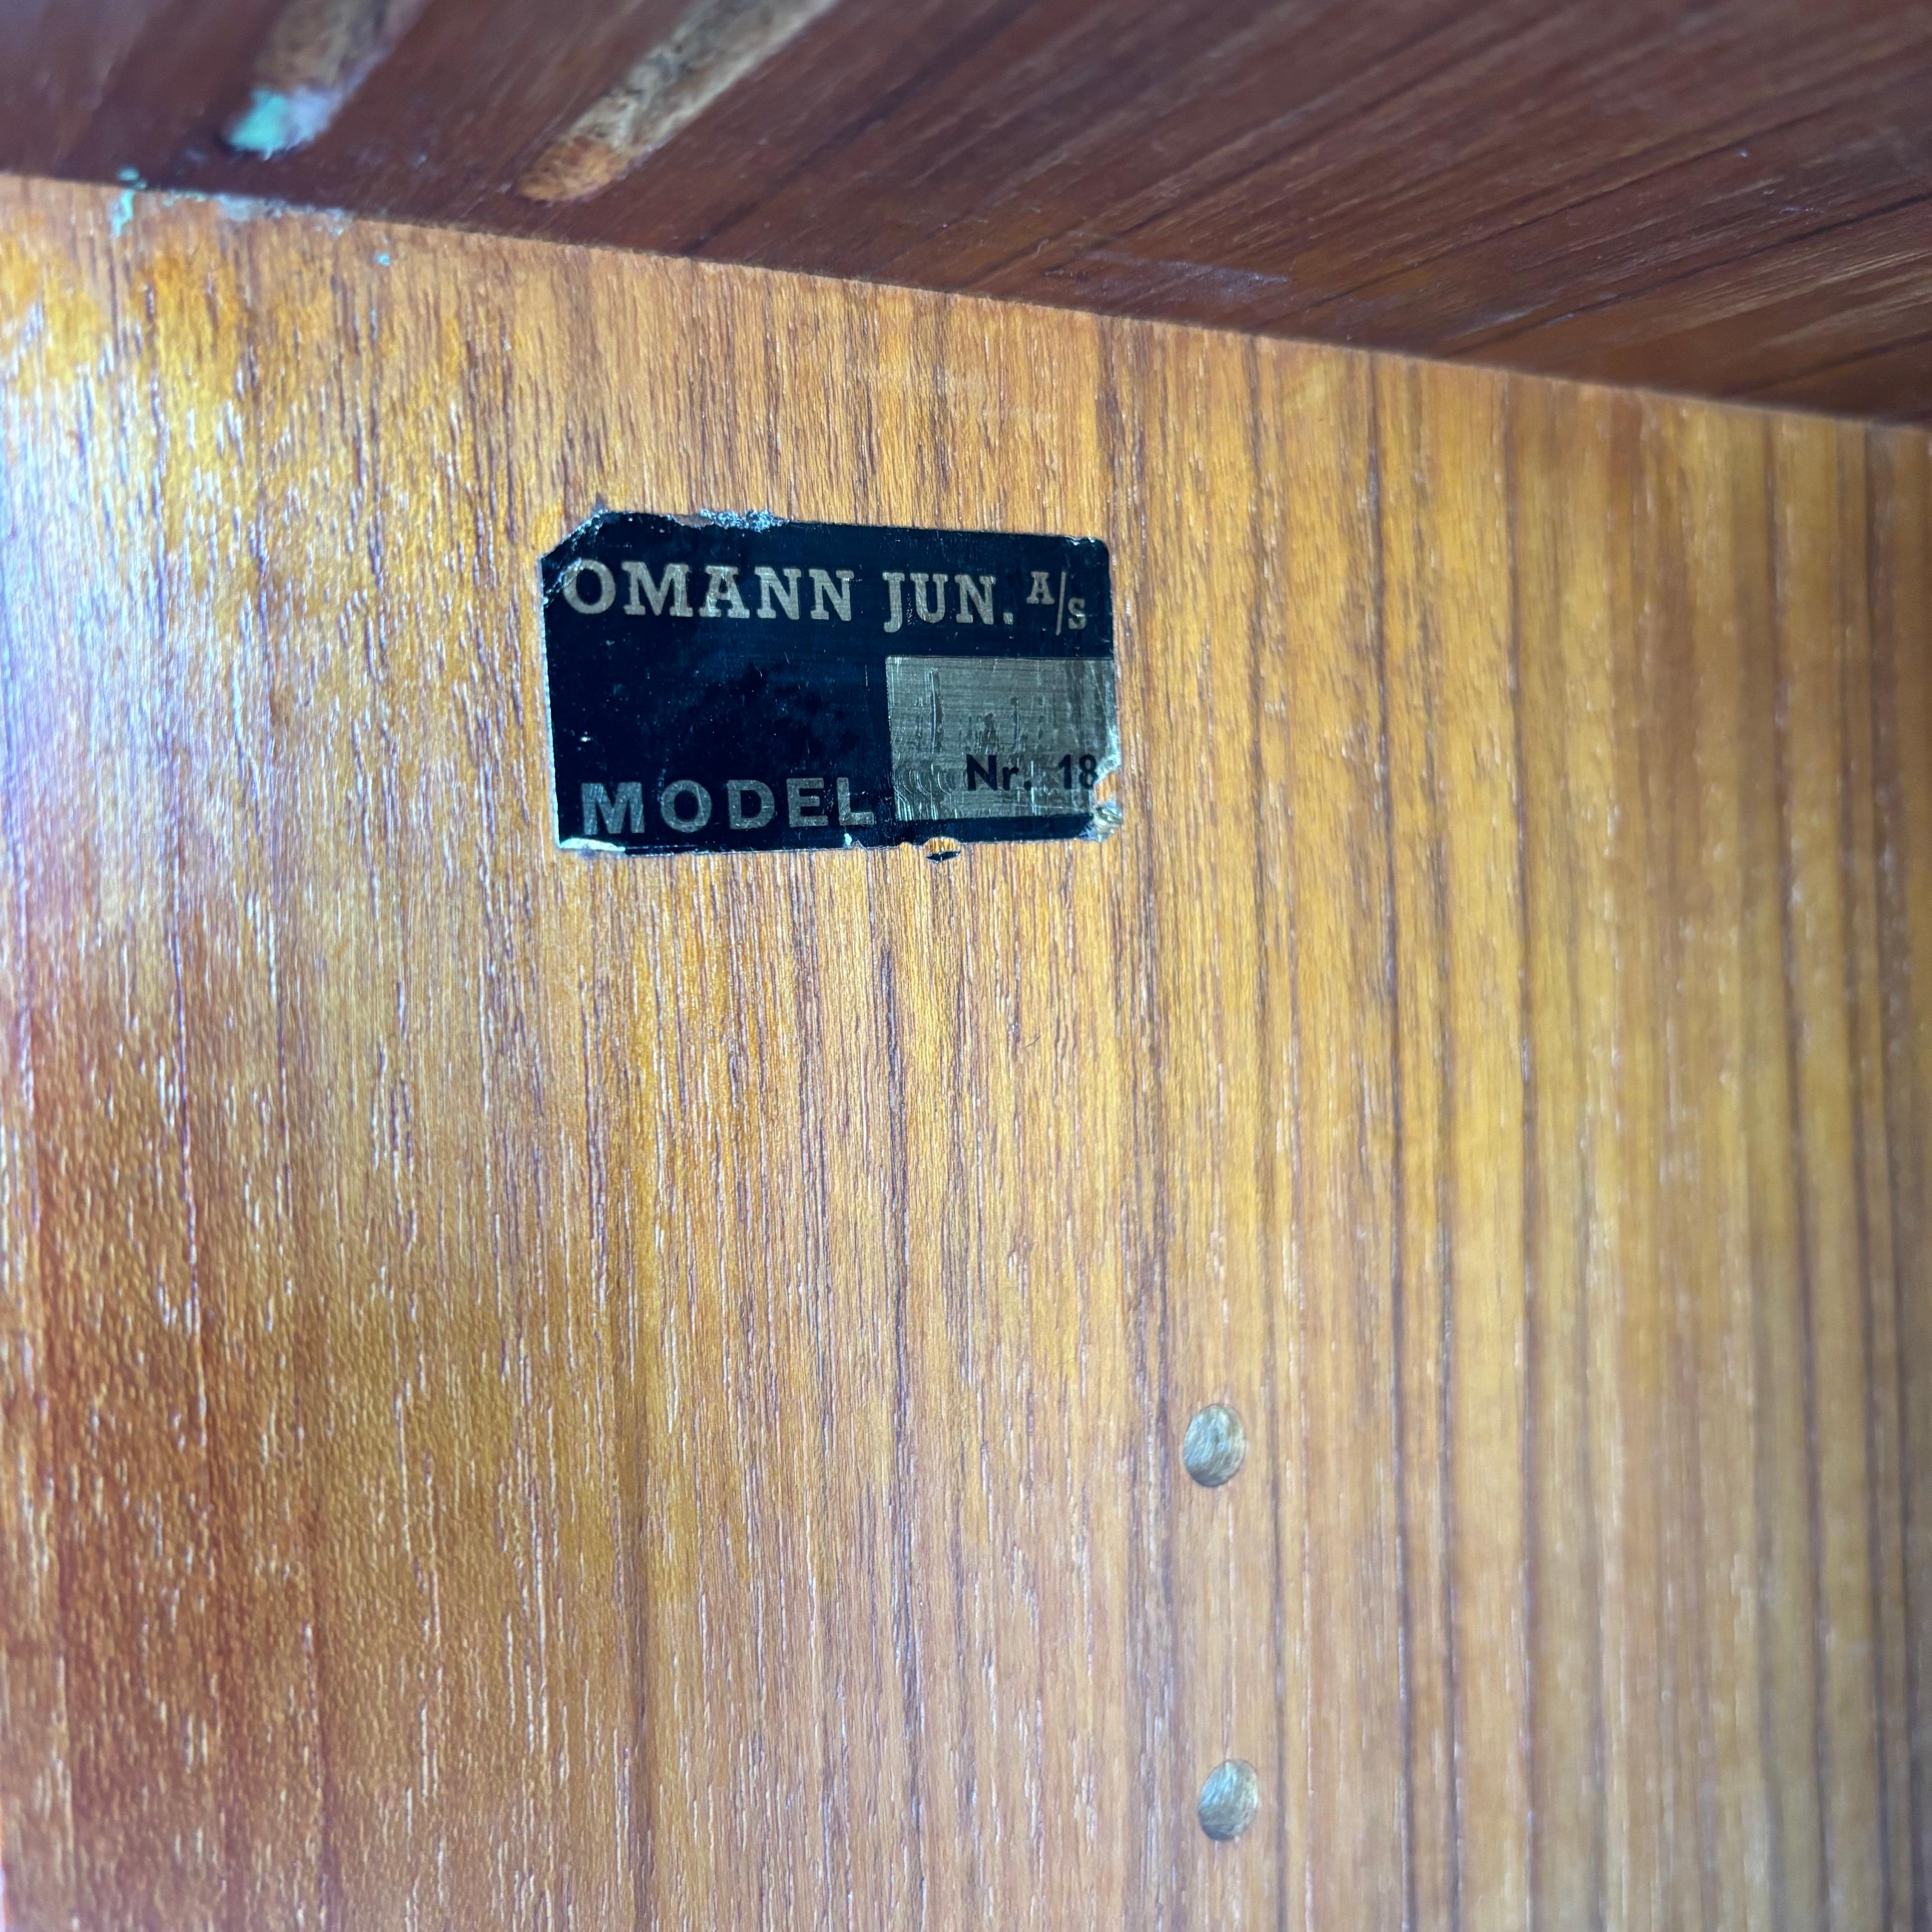 OMANN JUN. A/S
MODEL
Nr. 18